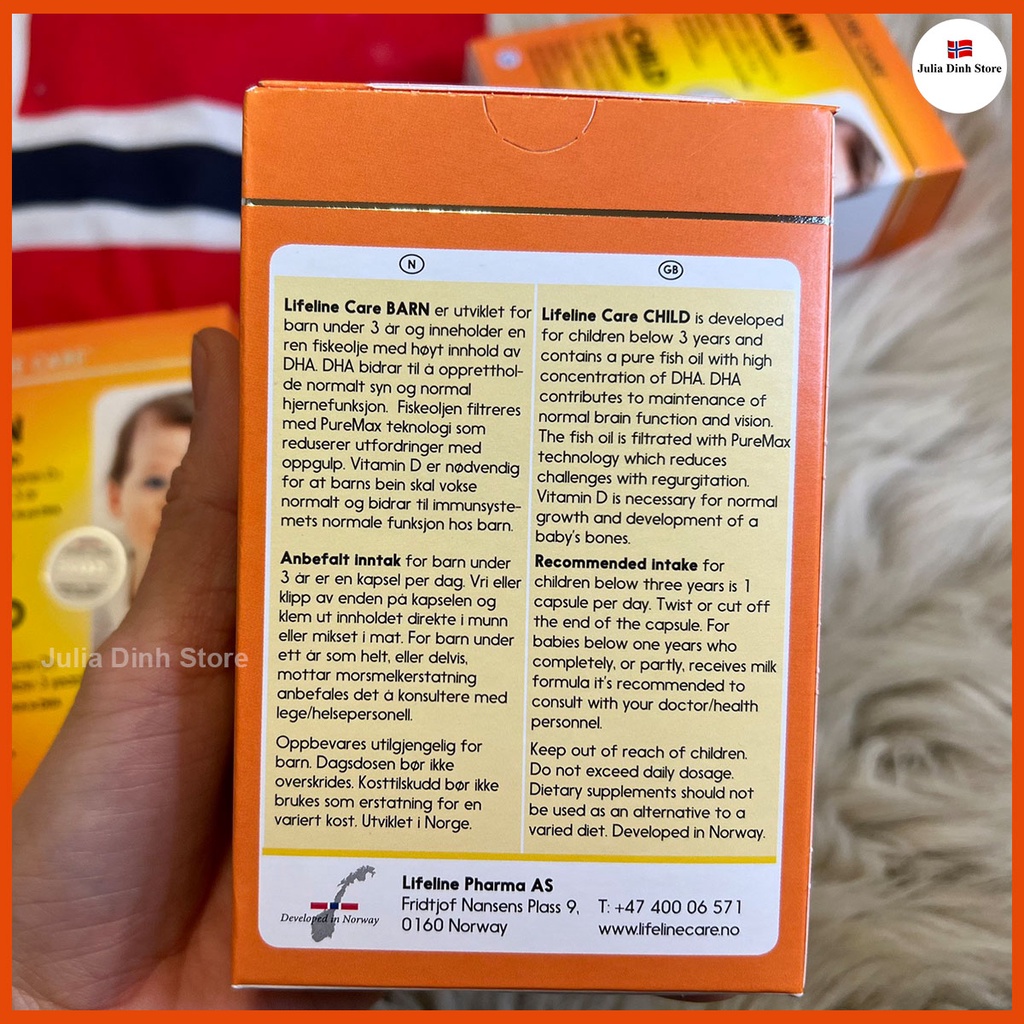 Julia Dinh Store
BARN
CHILD
N
GB
Lifeline Care BARN er utviklet for
barn under 3 år og inneholder en
ren fiskeolje med høyt innhold av
DHA. DHA bidrar til å oppretthol-
de normalt syn og normal
hjernefunksjon. Fiskeoljen filtreres
med PureMax teknologi som
reduserer utfordringer med
oppgulp. Vitamin D er nødvendig
for at barns bein skal vokse
normalt og bidrar til immunsyste-
mets normale funksjon hos barn.
Anbefalt inntak for barn under
3 år er en kapsel per dag. Vri eller
klipp av enden på kapselen og
klem ut innholdet direkte i munn
eller mikset i mat. For barn under
ett år som helt, eller delvis,
mottar morsmelkerstatning
anbefales det å konsultere med
lege/helsepersonell.
Oppbevares utilgjengelig for
barn. Dagsdosen bør ikke
overskrides. Kosttilskudd bør ikke
brukes som erstatning for en
variert kost. Utviklet i Norge.
Lifeline Care CHILD is developed
for children below 3 years and
contains a pure fish oil with high
concentration of DHA. DHA
contributes to maintenance of
normal brain function and vision.
The fish oil is filtrated with PureMax
technology which reduces
challenges with regurgitation.
Vitamin D is necessary for normal
growth and development of a
baby's bones.
Recommended intake for
children below three years is 1
capsule per day. Twist or cut off
the end of the capsule. For
babies below one years who
completely, or partly, receives milk
formula it's recommended to
consult with your doctor/health
personnel.
Keep out of reach of children.
Do not exceed daily dosage.
Dietary supplements should not
be used as an alternative to a
varied diet. Developed in Norway.
Julia Dinh Store
Developed in Norway
Lifeline Pharma AS
Fridtjof Nansens Plass 9,
0160 Norway
T: +47 400 06 571
www.lifelinecare.no